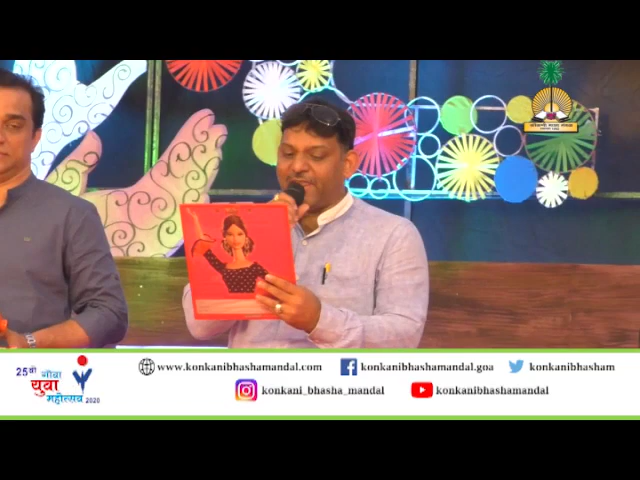 25वो
गोंवा
युवा
महोत्सव 2020
www.konkanibhashamandal.com
konkanibhashamandal.goa
konkanibhasham
konkani_bhasha_mandal
konkanibhashamandal